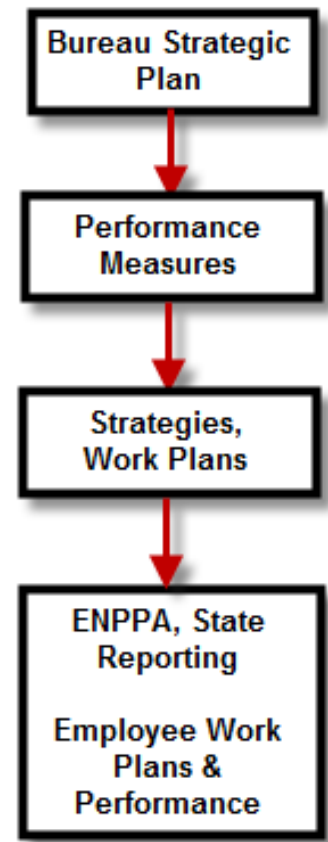 Bureau Strategic
Plan
Performance
Measures
Strategies,
Work Plans
ENPPA, State
Reporting
Employee Work
Plans &
Performance